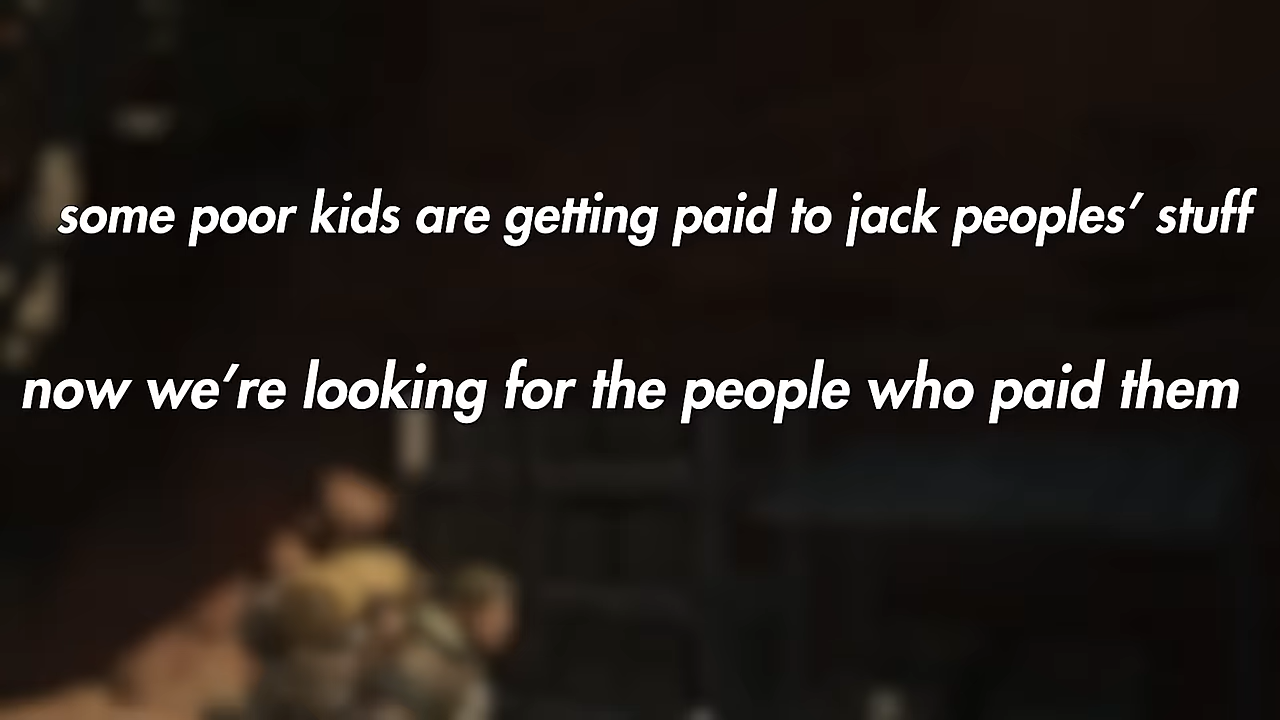 some poor kids are getting paid to jack peoples’ stuff
now we’re looking for the people who paid them